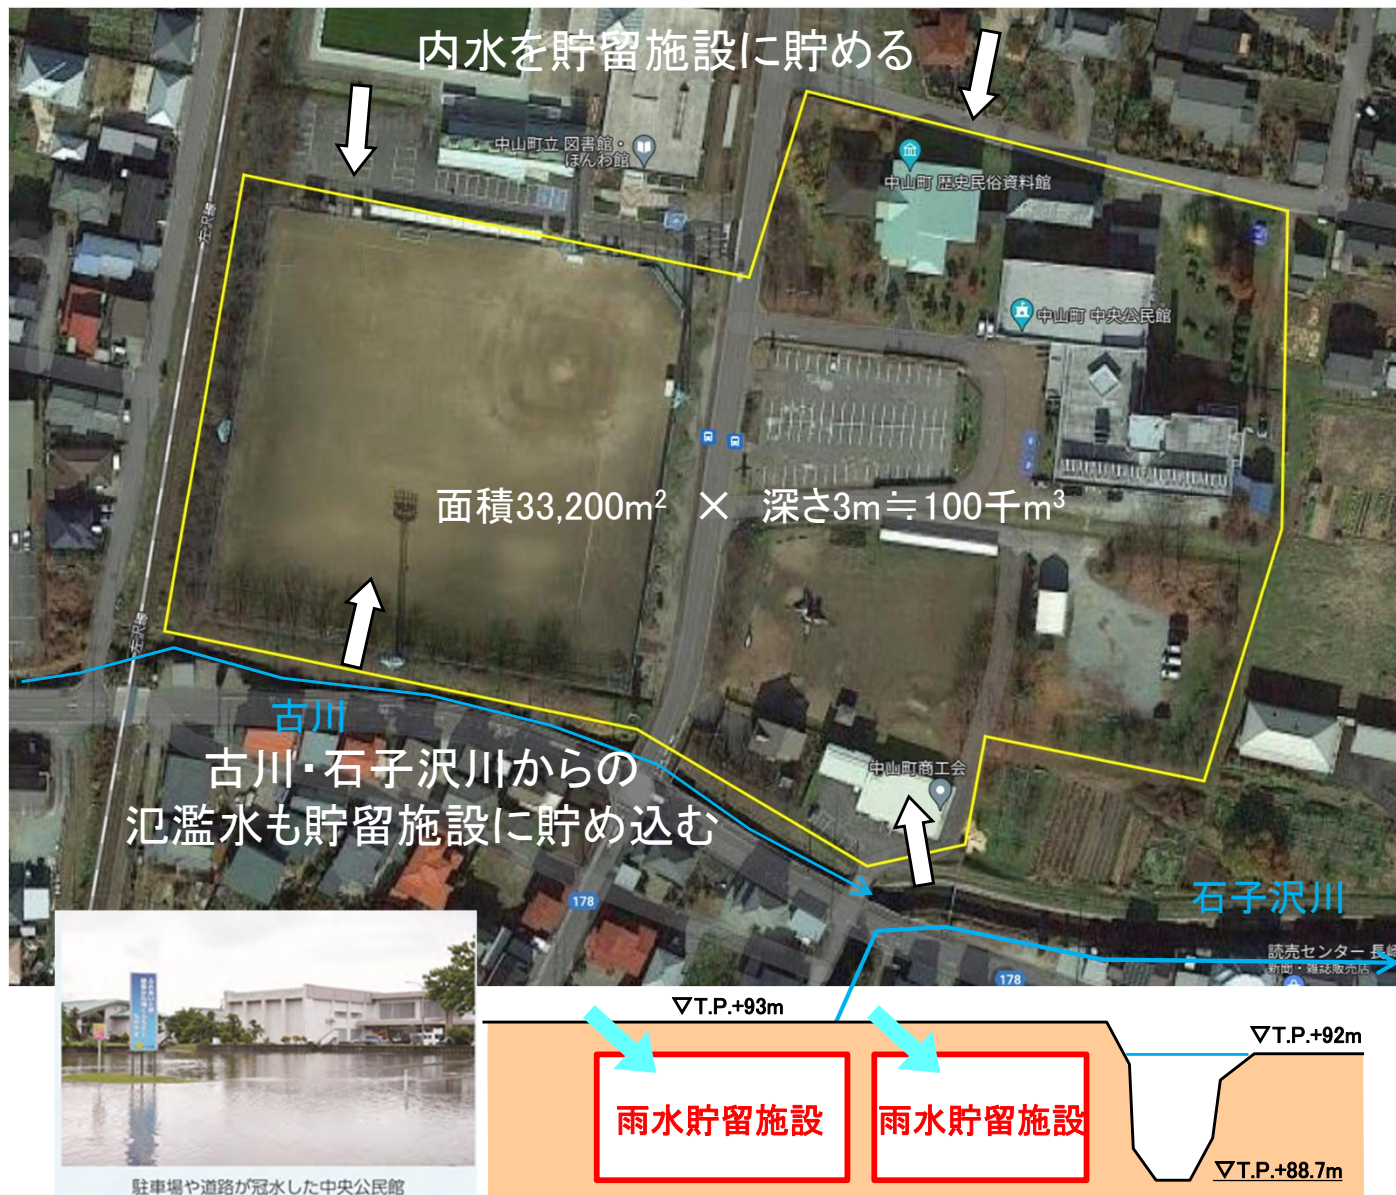 内水を貯留施設に貯める
中山町立 図書館・
ほんわ館
中山町 歴史民俗資料館
左沢線
中山町 中央公民館
面積33,200m² × 深さ3m≒100千m³
左沢線
古川
古川・石子沢川からの
氾濫水も貯留施設に貯め込む
中山町商工会
178
石子沢川
読売センター 長崎
新聞・雑誌販売店
178
▽T.P.+93m
▽T.P.+92m
雨水貯留施設
雨水貯留施設
▽T.P.+88.7m
駐車場や道路が冠水した中央公民館